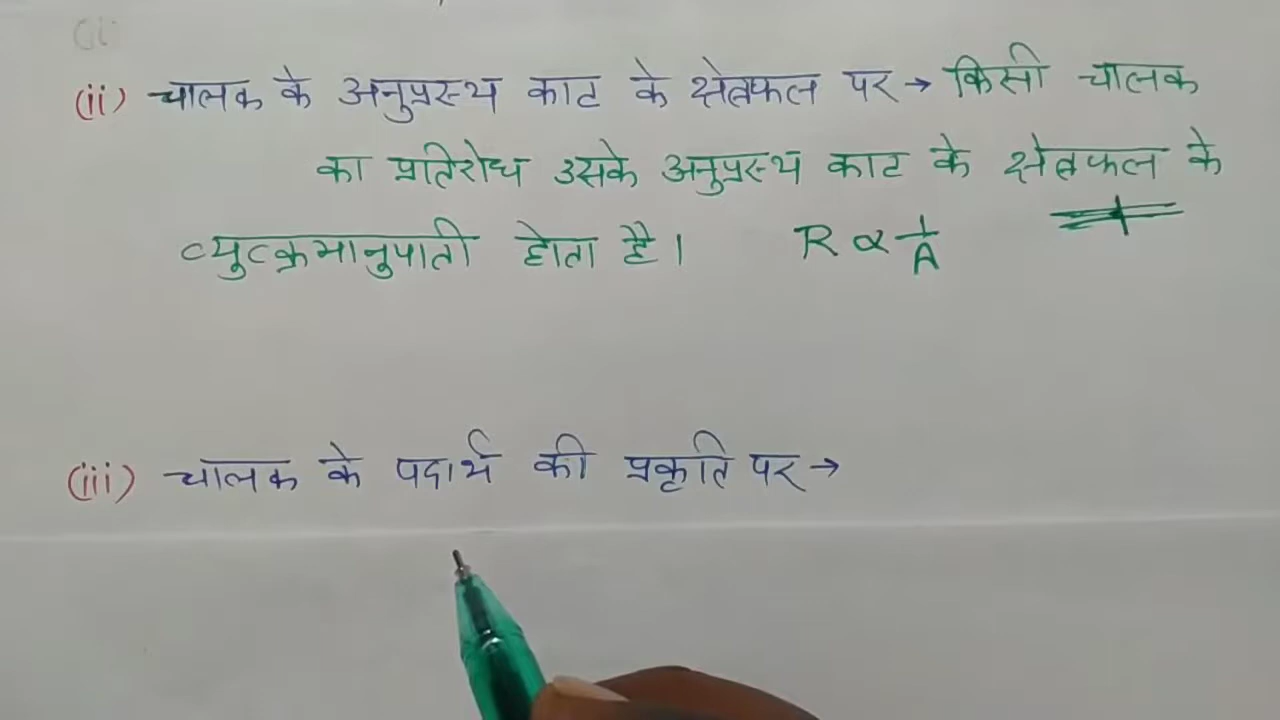 (ii) चालक के अनुप्रस्थ काट के क्षेत्रफल पर → किसी चालक
का प्रतिरोध उसके अनुप्रस्थ काट के क्षेत्रफल के
व्युत्क्रमानुपाती होता है। R ∝ 1/A
(iii) चालक के पदार्थ की प्रकृति पर →